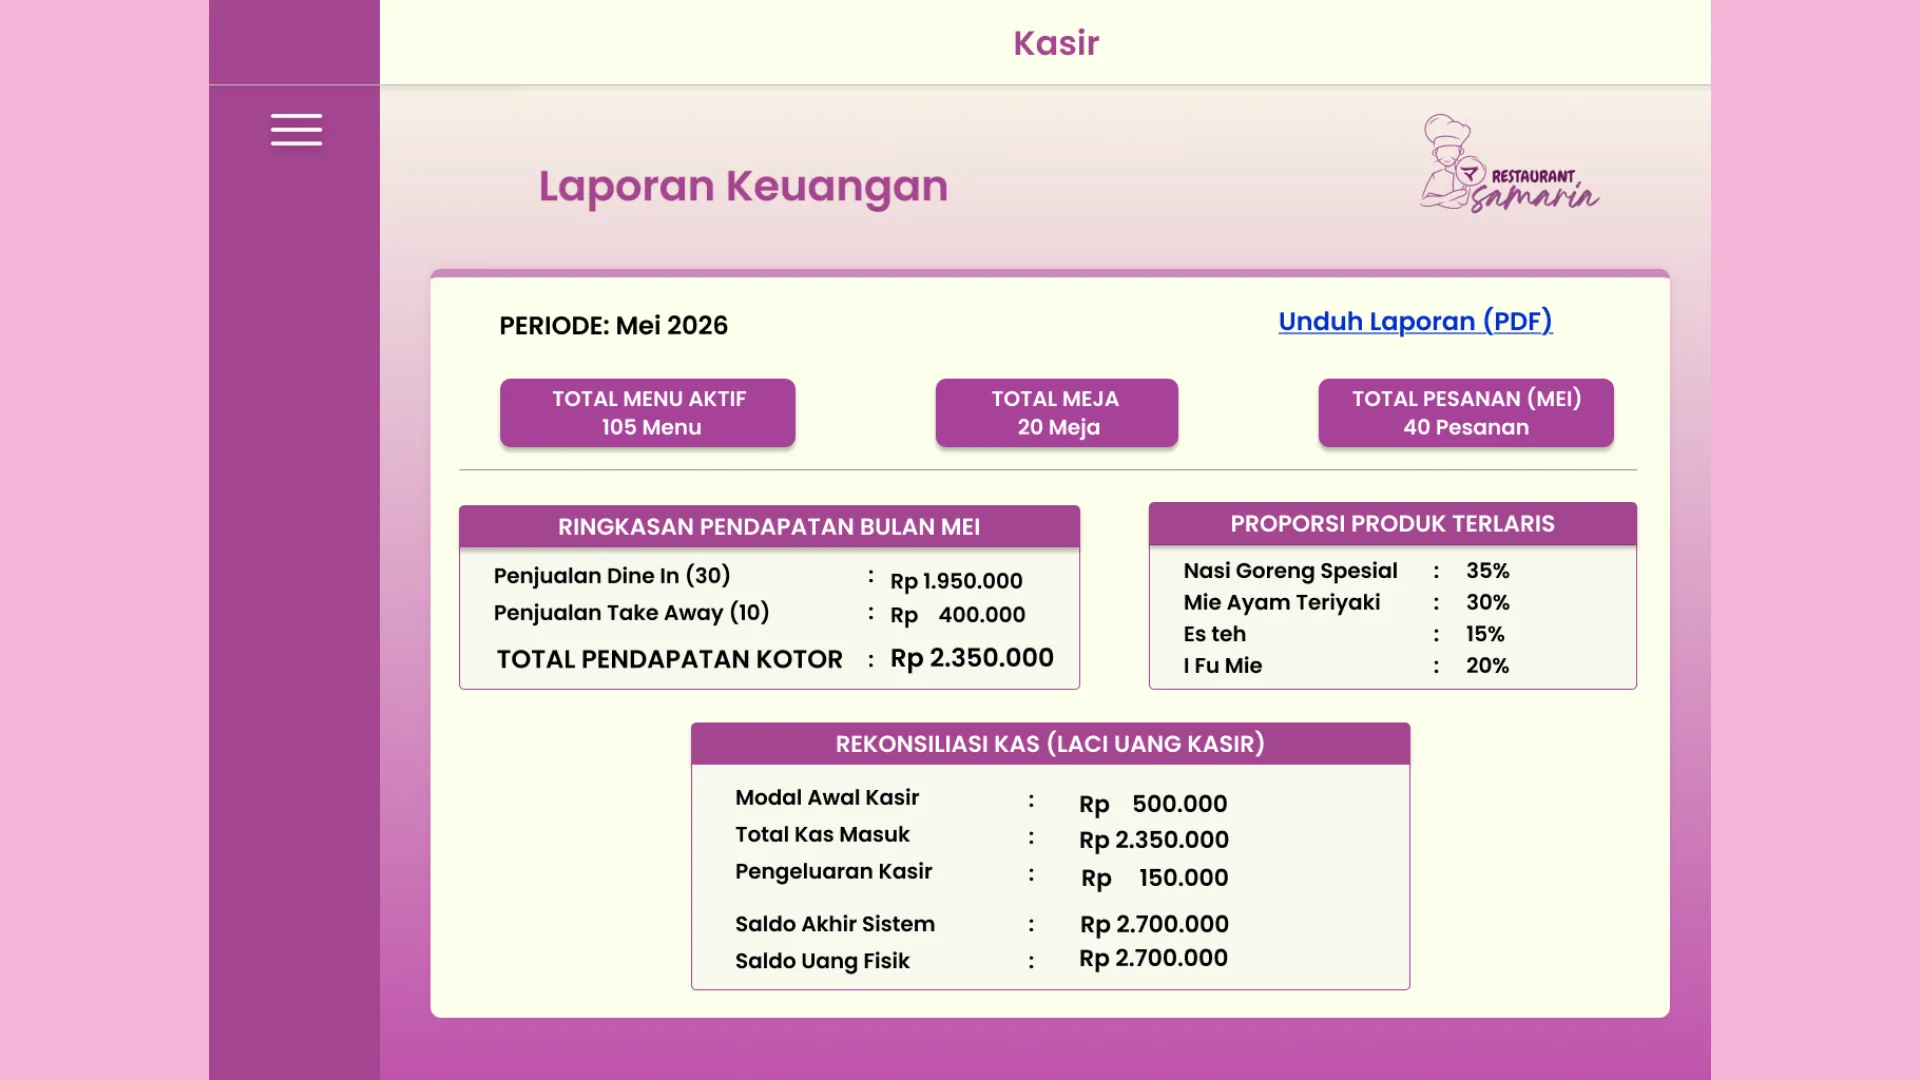 Kasir
Laporan Keuangan
RESTAURANT
samaria
PERIODE: Mei 2026
Unduh Laporan (PDF)
TOTAL MENU AKTIF
105 Menu
TOTAL MEJA
20 Meja
TOTAL PESANAN (MEI)
40 Pesanan
RINGKASAN PENDAPATAN BULAN MEI
Penjualan Dine In (30) : Rp 1.950.000
Penjualan Take Away (10) : Rp 400.000
TOTAL PENDAPATAN KOTOR : Rp 2.350.000
PROPORSI PRODUK TERLARIS
Nasi Goreng Spesial : 35%
Mie Ayam Teriyaki : 30%
Es teh : 15%
I Fu Mie : 20%
REKONSILIASI KAS (LACI UANG KASIR)
Modal Awal Kasir : Rp 500.000
Total Kas Masuk : Rp 2.350.000
Pengeluaran Kasir : Rp 150.000
Saldo Akhir Sistem : Rp 2.700.000
Saldo Uang Fisik : Rp 2.700.000